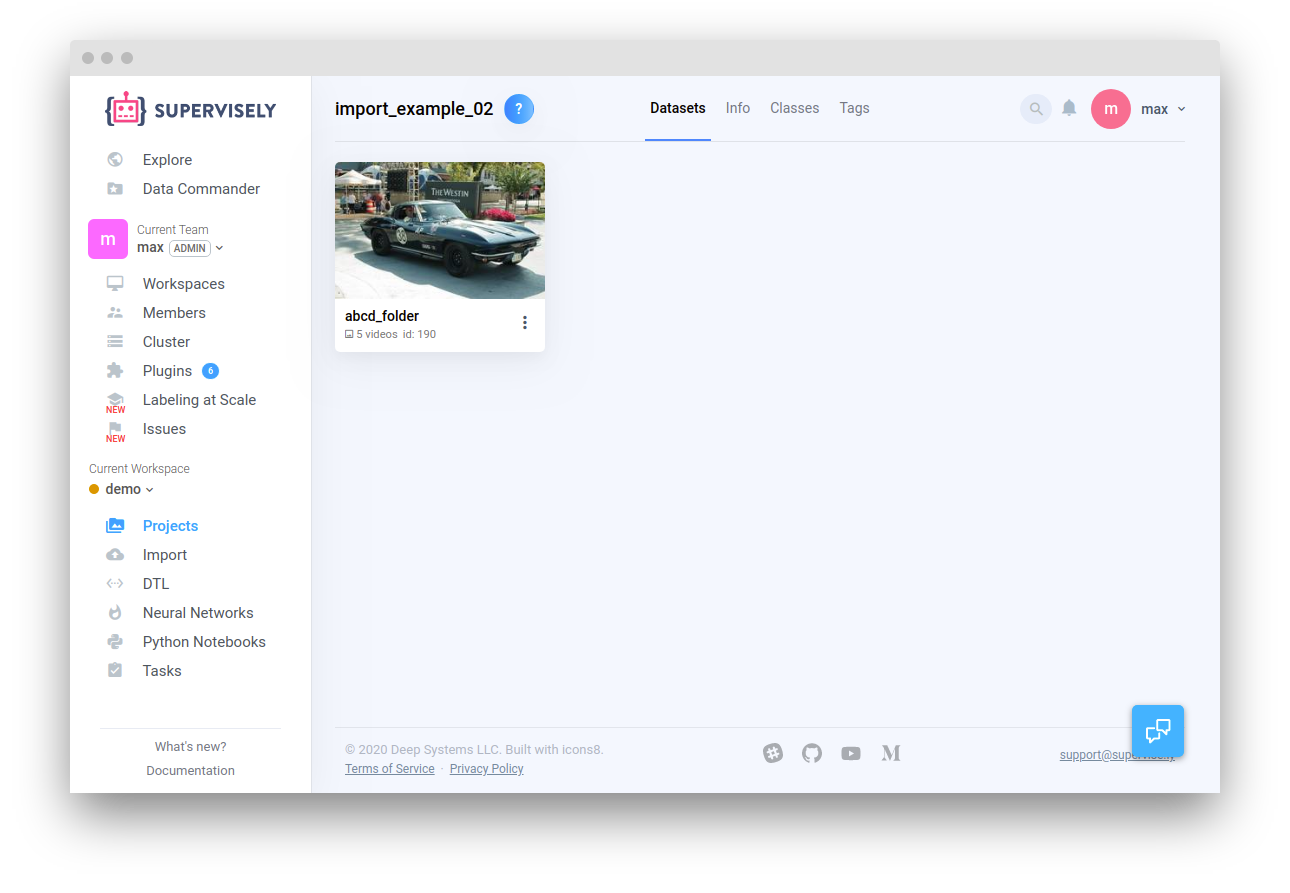 SUPERVISELY
Explore
Data Commander
m
Current Team
max ADMIN
Workspaces
Members
Cluster
Plugins 6
Labeling at Scale
NEW
Issues
NEW
Current Workspace
demo
Projects
Import
DTL
Neural Networks
Python Notebooks
Tasks
What's new?
Documentation
import_example_02 ?
Datasets Info Classes Tags
m max
THE WESTIN
abcd_folder
5 videos id: 190
© 2020 Deep Systems LLC. Built with icons8.
Terms of Service · Privacy Policy
support@supervise.ly